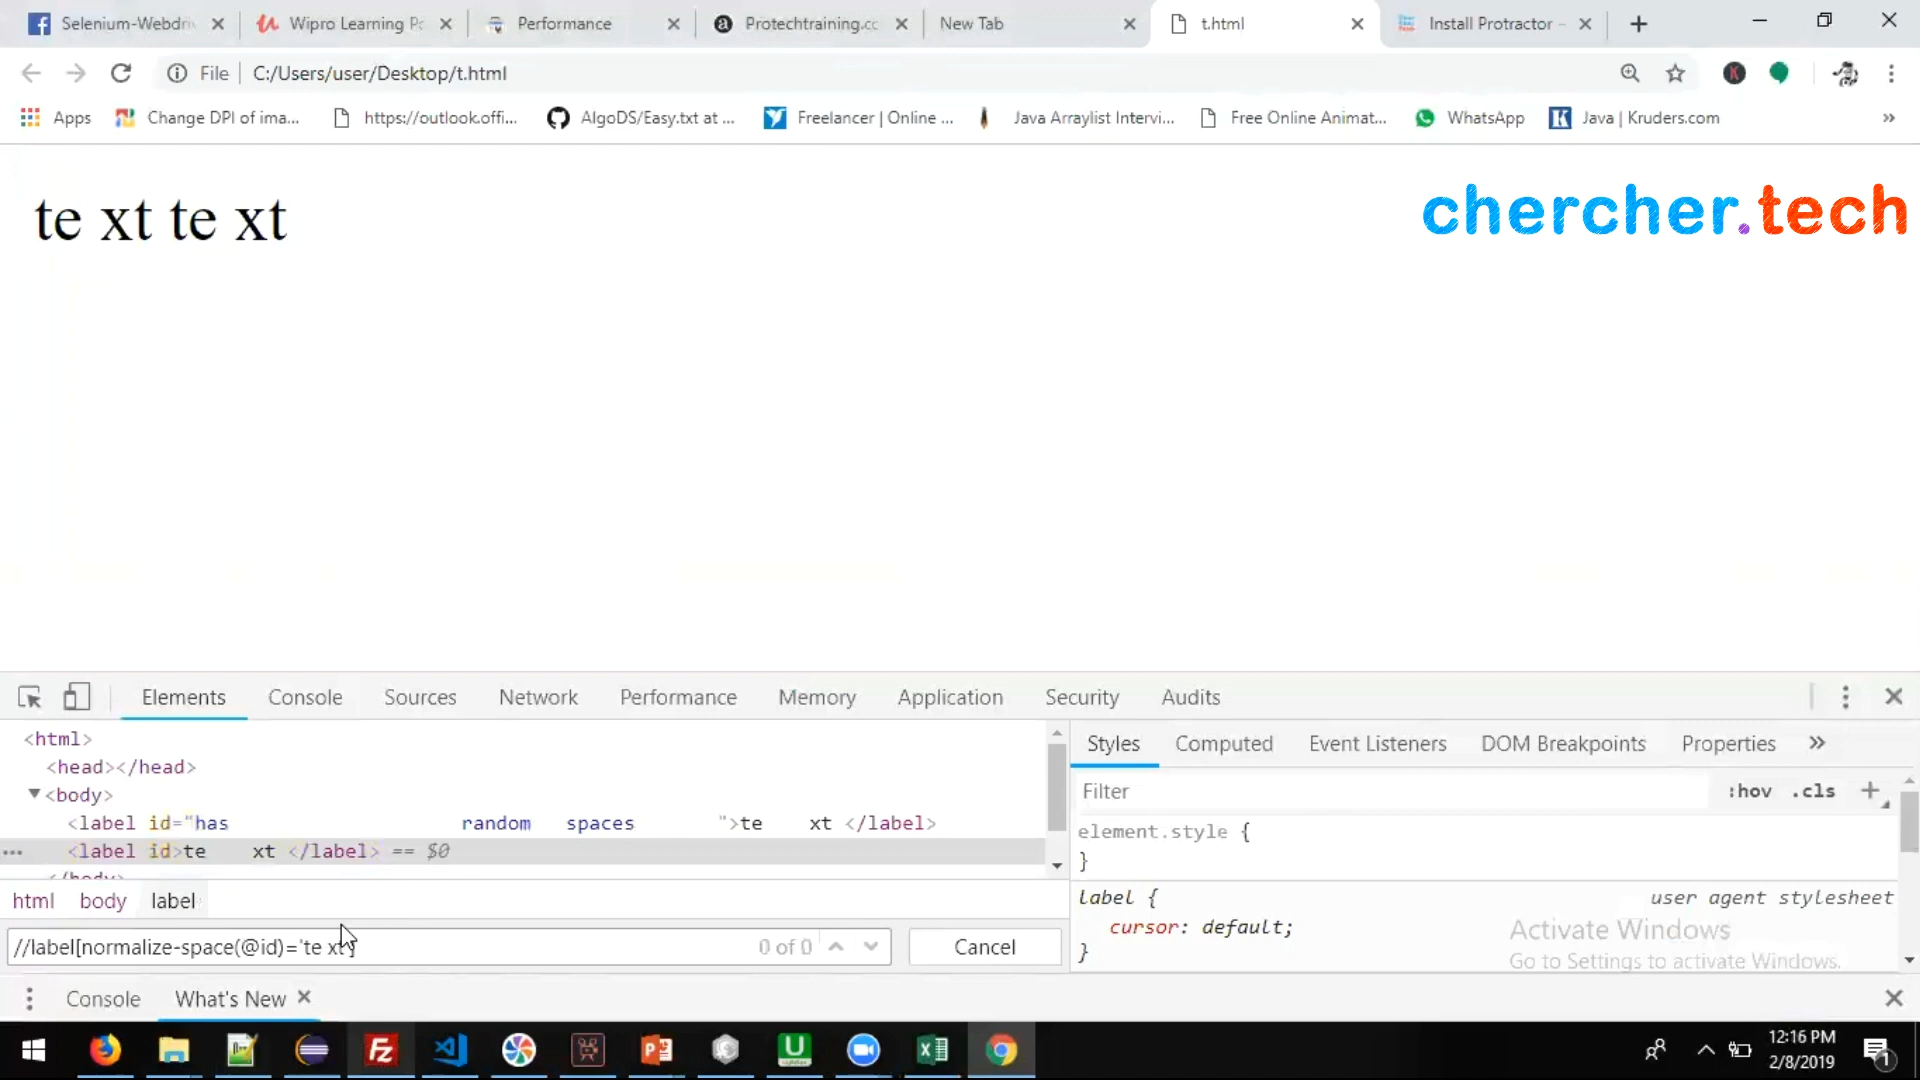 Selenium-Webdri
Wipro Learning Po
Performance
Protechtraining.co
New Tab
t.html
Install Protractor -
File
C:/Users/user/Desktop/t.html
Apps
Change DPI of ima...
https://outlook.offi...
AlgoDS/Easy.txt at ...
Freelancer | Online ...
Java Arraylist Intervi...
Free Online Animat...
WhatsApp
Java | Kruders.com
»
te xt te xt
chercher.tech
Elements Console Sources Network Performance Memory Application Security Audits
<html>
<head></head>
<body>
<label id="has random spaces ">te xt </label>
<label id>te xt </label> == $0
</body>
html body label
//label[normalize-space(@id)='te xt']
0 of 0
Cancel
Styles Computed Event Listeners DOM Breakpoints Properties »
Filter
:hov .cls +
element.style {
}
label {
user agent stylesheet
cursor: default;
}
Activate Windows
Go to Settings to activate Windows.
Console What's New
12:16 PM
2/8/2019
1